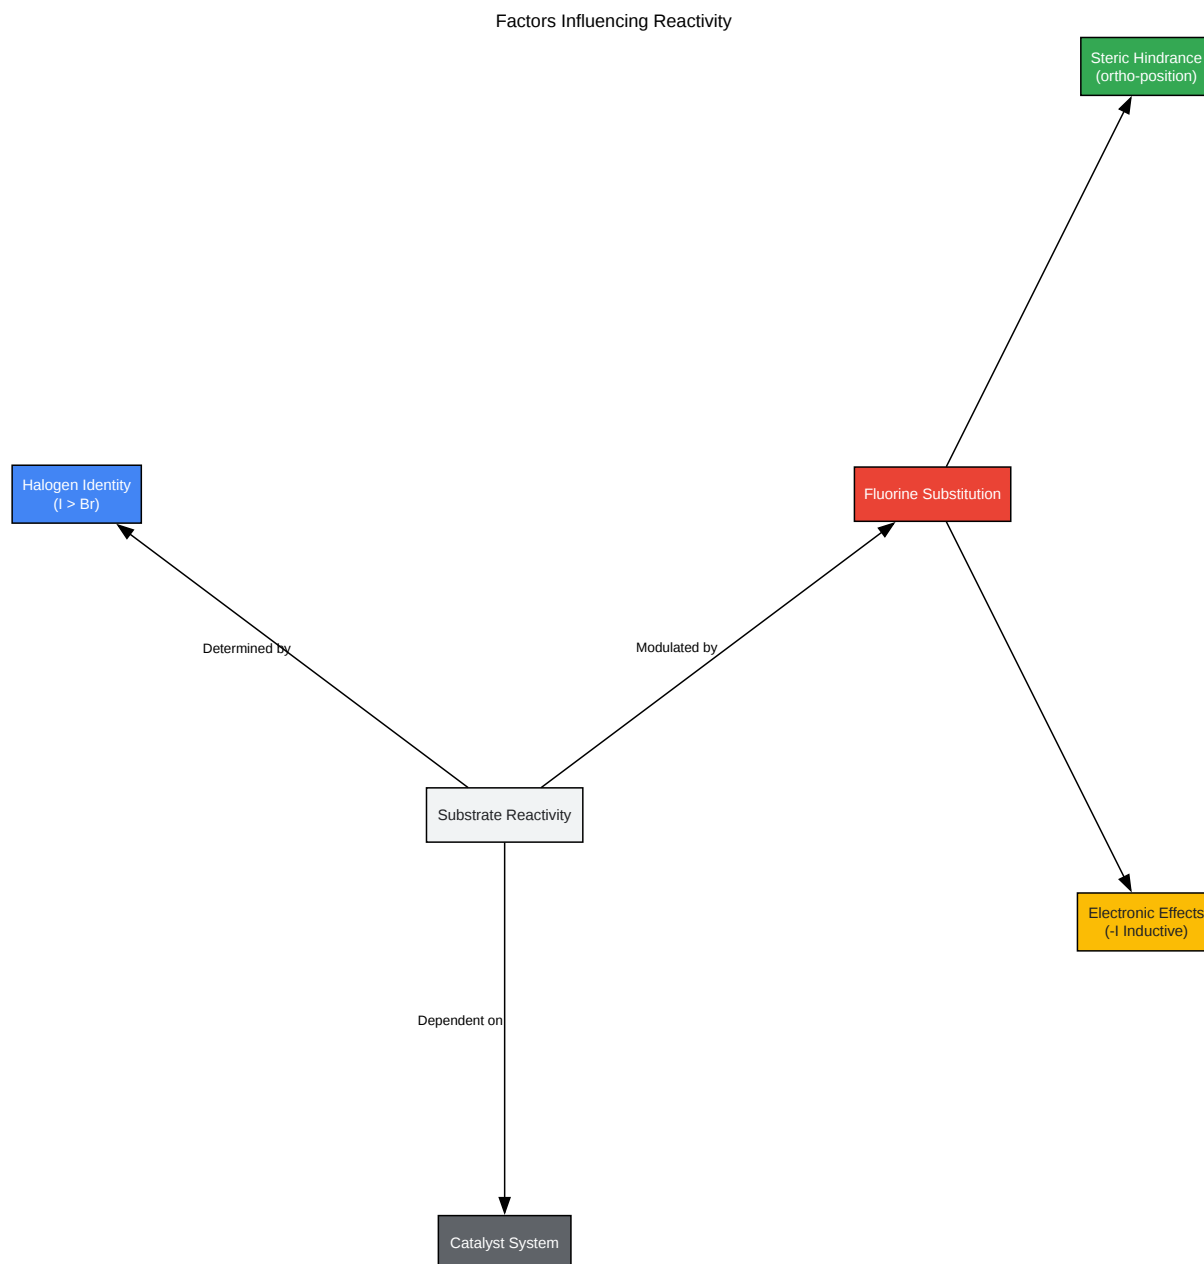 Factors Influencing Reactivity
Steric Hindrance
(ortho-position)
Halogen Identity
(I > Br)
Fluorine Substitution
Determined by
Modulated by
Substrate Reactivity
Electronic Effects
(-I Inductive)
Dependent on
Catalyst System